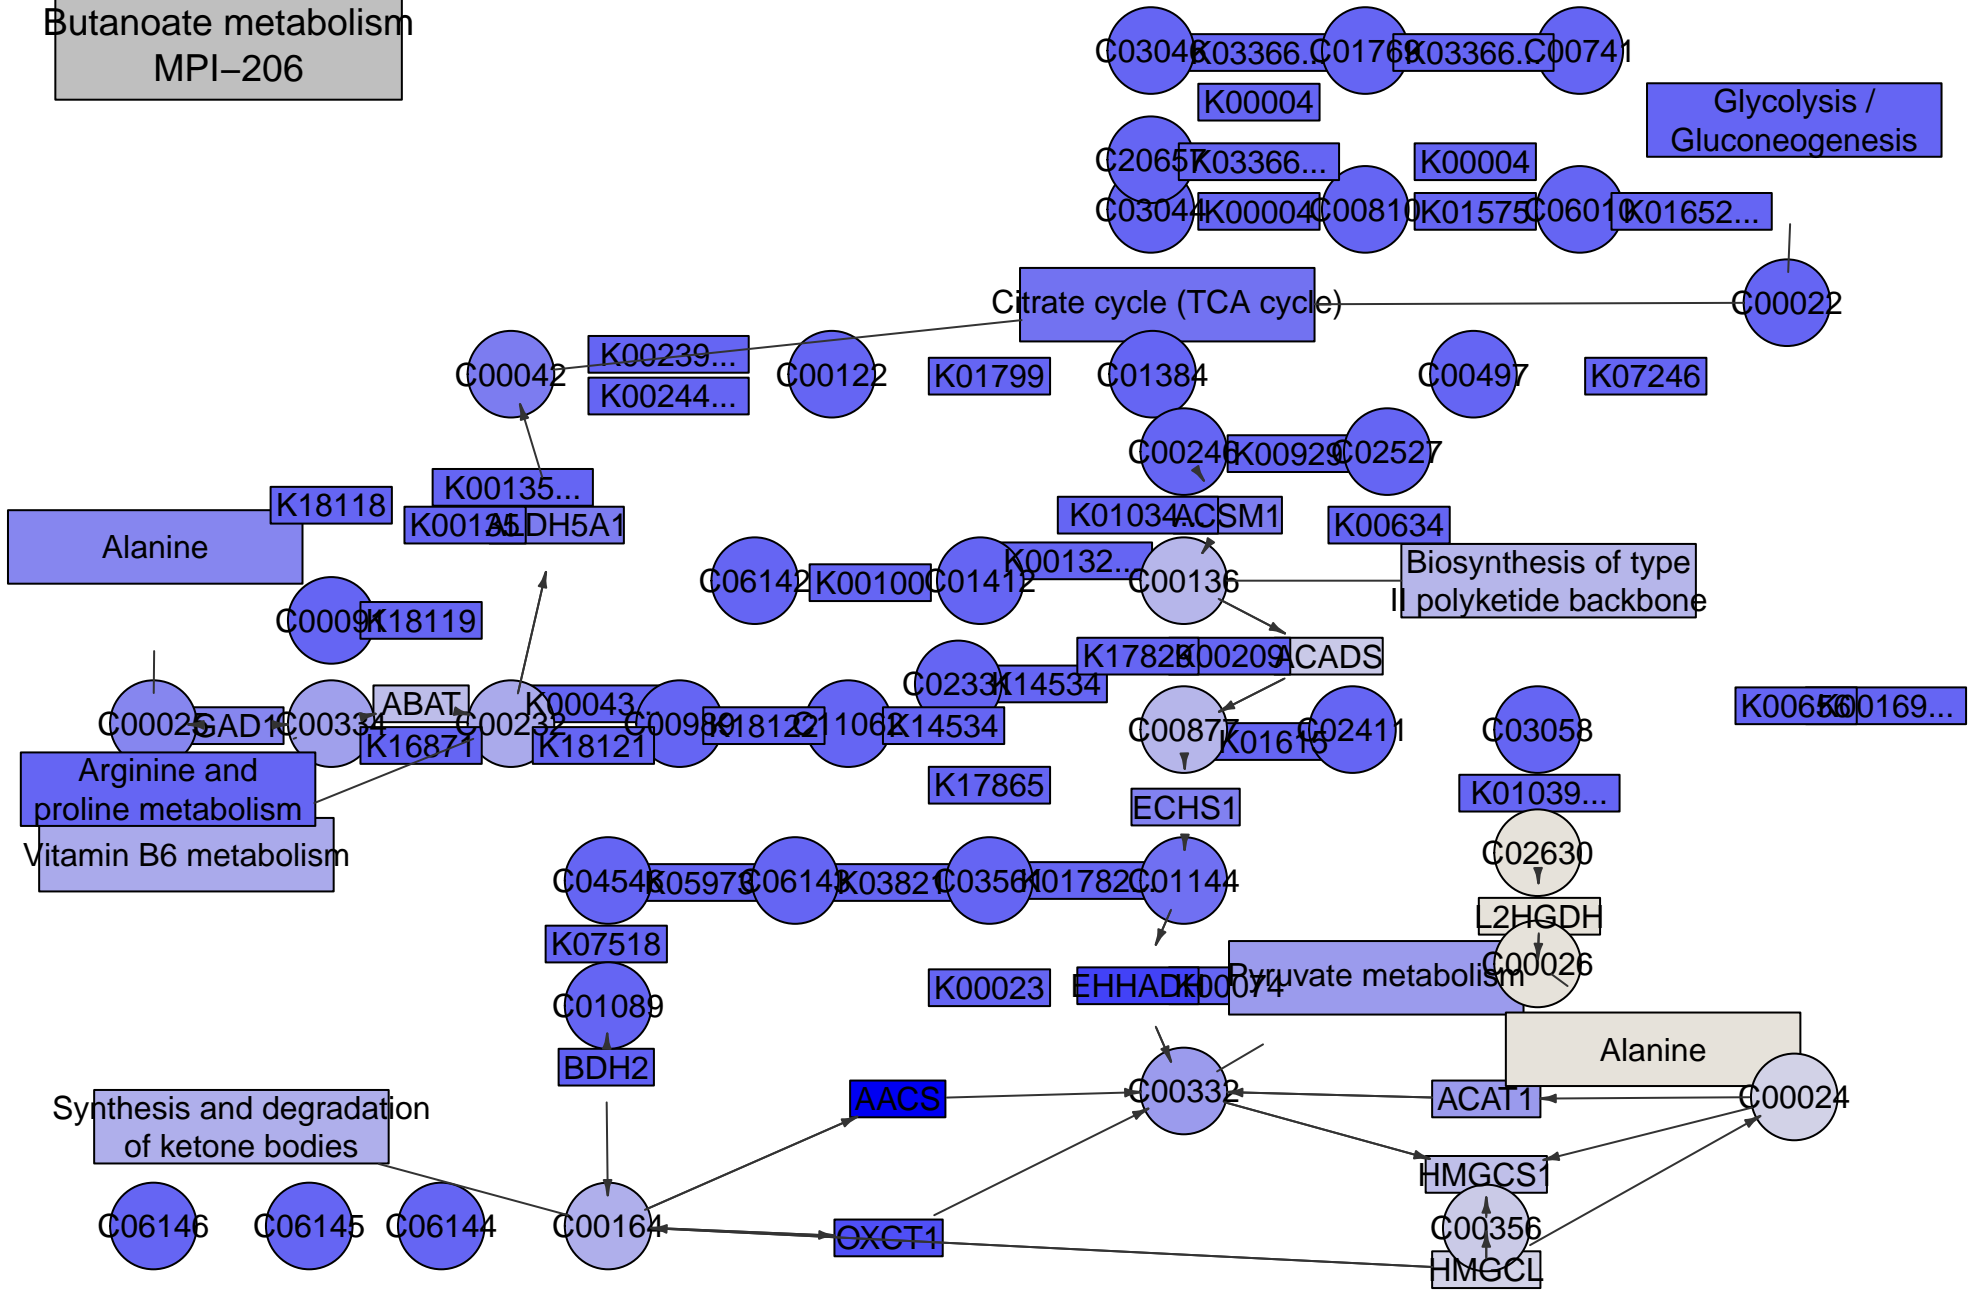 Butanoate metabolism
MPI−206
C03046
K03366...
C01769
K03366...
C00741
K00004
Glycolysis /
Gluconeogenesis
C20657
K03366...
K00004
C03044
K00004
C00810
K01575
C06010
K01652...
Citrate cycle (TCA cycle)
C00022
C00042
K00239...
K00244...
C00122
K01799
C01384
C00497
K07246
C00246
K00929
C02527
K18118
K00135...
K00135
ALDH5A1
K01034...
ACSM1
K00634
Alanine
C06142
K00100
C01412
K00132...
C00136
Biosynthesis of type
II polyketide backbone
C00091
K18119
K17829
K00209
ACADS
C02331
K14534
C00025
GAD1
C00334
ABAT
K16871
C00232
K00043...
K18121
C00989
K18122
C11062
K14534
C00877
K01615
C02411
C03058
K00656
K00169...
Arginine and
proline metabolism
K17865
ECHS1
K01039...
Vitamin B6 metabolism
C02630
C04546
K05973
C06143
K03821
C03561
K01782...
C01144
L2HGDH
K07518
C00026
Pyruvate metabolism
K00023
EHHADH
K00074
C01089
BDH2
Alanine
AACS
C00332
ACAT1
C00024
Synthesis and degradation
of ketone bodies
HMGCS1
C06146
C06145
C06144
C00164
OXCT1
C00356
HMGCL